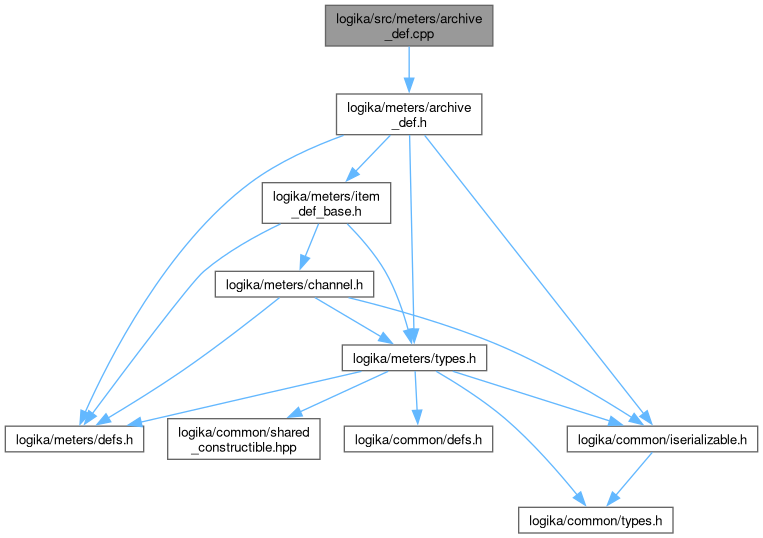 logika/src/meters/archive
_def.cpp
logika/meters/archive
_def.h
logika/meters/item
_def_base.h
logika/meters/channel.h
logika/meters/types.h
logika/meters/defs.h
logika/common/shared
_constructible.hpp
logika/common/defs.h
logika/common/iserializable.h
logika/common/types.h